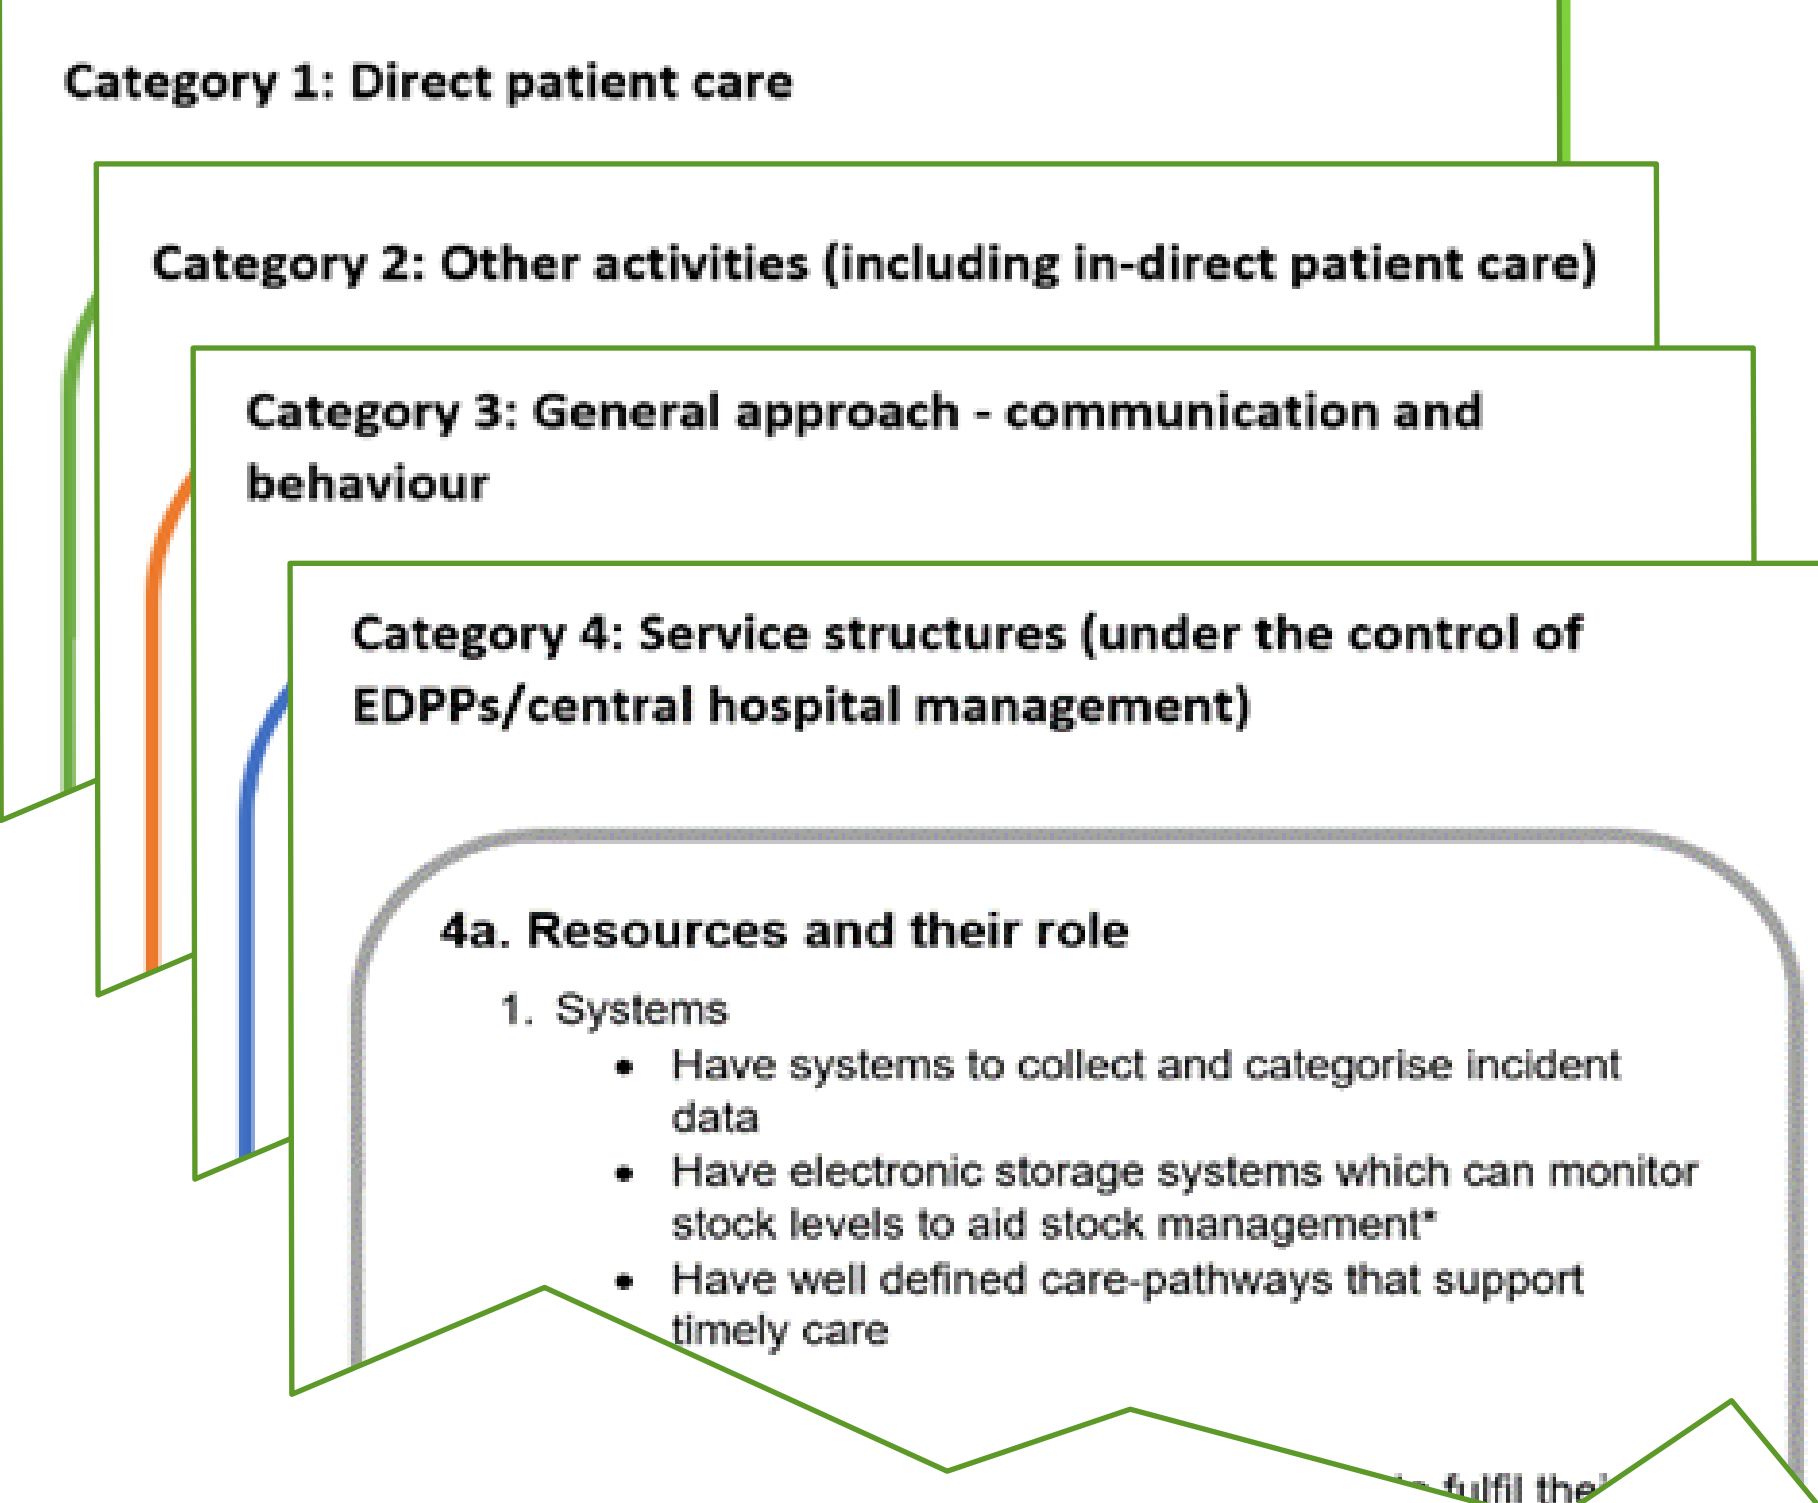 Category 1: Direct patient care
Category 2: Other activities (including in-direct patient care)
Category 3: General approach - communication and
behaviour
Category 4: Service structures (under the control of
EDPPs/central hospital management)
4a. Resources and their role
1. Systems
• Have systems to collect and categorise incident
data
• Have electronic storage systems which can monitor
stock levels to aid stock management*
• Have well defined care-pathways that support
timely care
fulfil